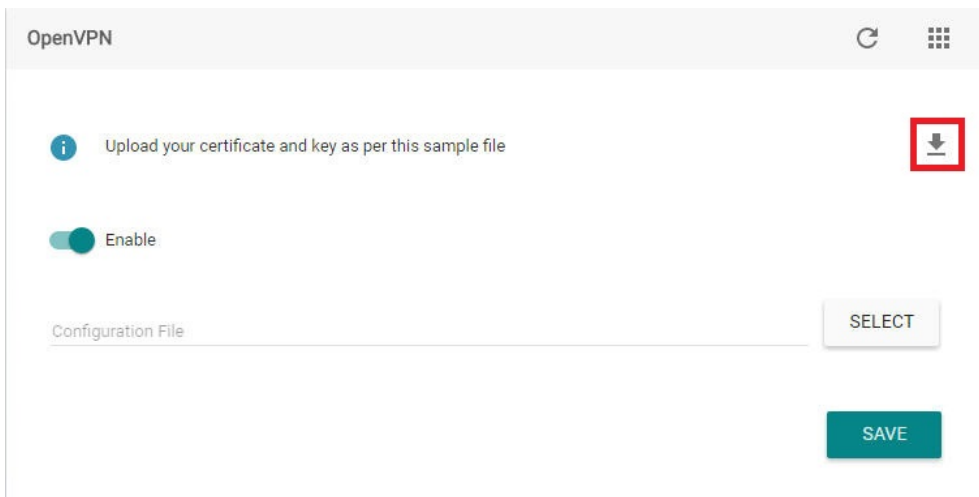 OpenVPN
Upload your certificate and key as per this sample file
Enable
Configuration File
SELECT
SAVE